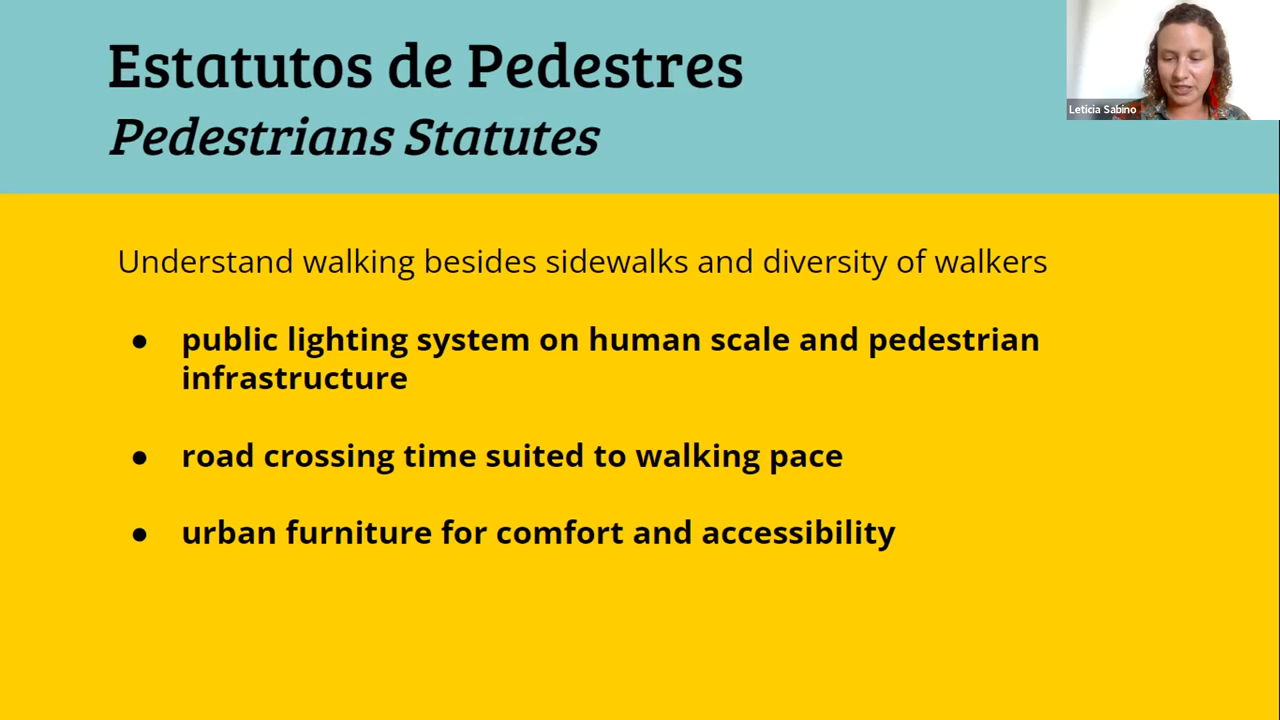 Estatutos de Pedestres
Pedestrians Statutes
Leticia Sabino
Understand walking besides sidewalks and diversity of walkers
● public lighting system on human scale and pedestrian
infrastructure
● road crossing time suited to walking pace
● urban furniture for comfort and accessibility